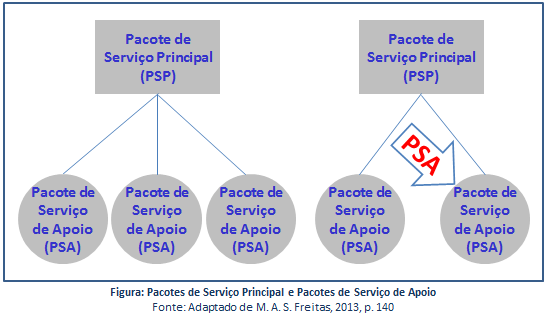 Pacote de
Serviço Principal
(PSP)
Pacote de
Serviço Principal
(PSP)
PSA
Pacote de
Serviço
de Apoio
(PSA)
Pacote de
Serviço
de Apoio
(PSA)
Pacote de
Serviço
de Apoio
(PSA)
Pacote de
Serviço
de Apoio
(PSA)
Pacote de
Serviço
de Apoio
(PSA)
Figura: Pacotes de Serviço Principal e Pacotes de Serviço de Apoio
Fonte: Adaptado de M. A. S. Freitas, 2013, p. 140